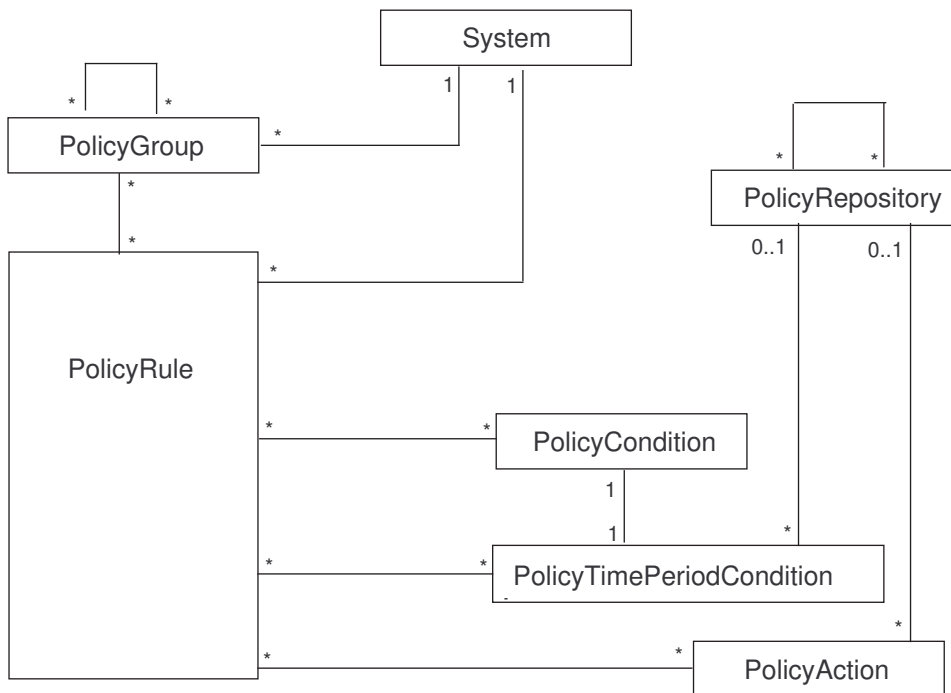 System
1 1
* *
*
PolicyGroup
* *
PolicyRepository
*
0..1 0..1
*
*
PolicyRule
* *
PolicyCondition
1
1 *
* *
PolicyTimePeriodCondition
-
*
* *
PolicyAction